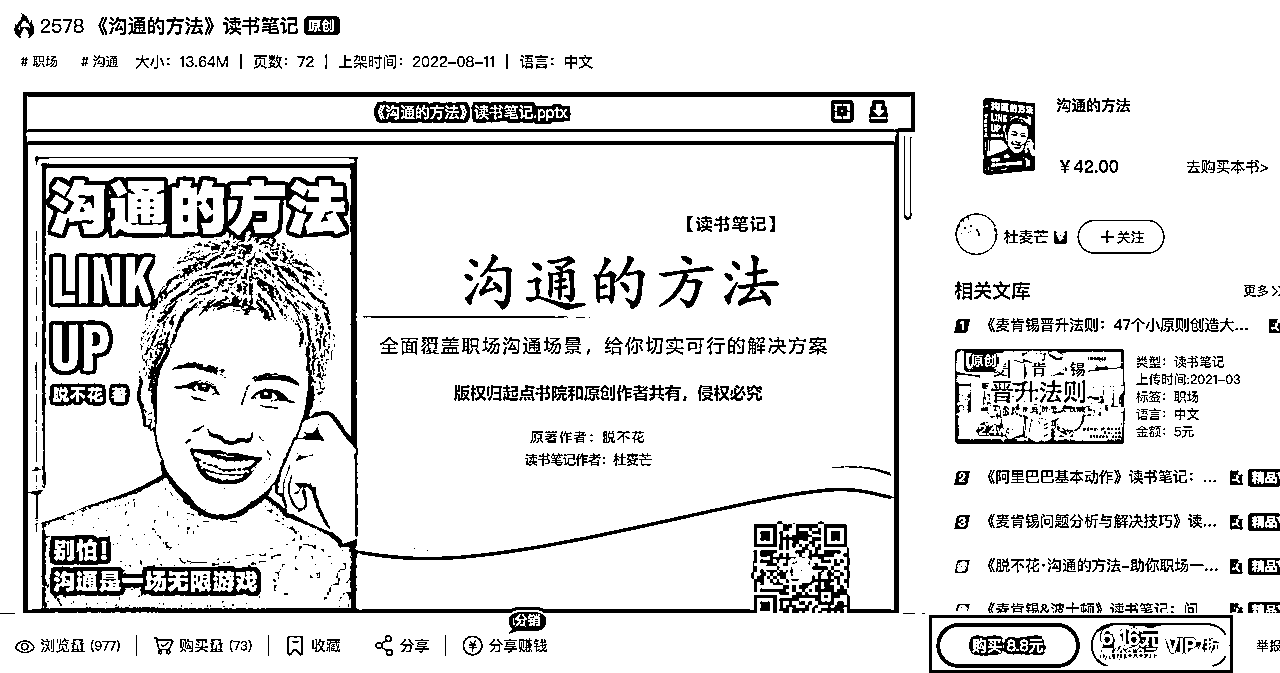 2578 《沟通的方法》读书笔记 原创
# 职场 # 沟通 大小：13.64M | 页数：72 | 上架时间：2022-08-11 | 语言：中文
《沟通的方法》读书笔记.pptx
沟通的方法
LINK
UP
脱不花 著
别怕！
沟通是一场无限游戏
【读书笔记】
沟通的方法
全面覆盖职场沟通场景，给你切实可行的解决方案
版权归起点书院和原创作者共有，侵权必究
原著作者：脱不花
读书笔记作者：杜麦芒
沟通的方法
LINK
UP
沟通的方法
¥ 42.00 去购买本书>
杜麦芒 +关注
相关文库 更多>
1 《麦肯锡晋升法则：47个小原则创造大...
原创
麦肯锡
晋升法则
类型：读书笔记
上传时间:2021-03
标签：职场
语言：中文
金额：5元
2 《阿里巴巴基本动作》读书笔记：... 精品
3 《麦肯锡问题分析与解决技巧》读... 精品
《脱不花·沟通的方法-助你职场一... 精品
《麦肯锡&波士顿》读书笔记：问
浏览量 (977) | 购买量 (73) | 收藏 分享 | 分享赚钱 分销
购买 8.8元
6.16元
VIP7折
举报